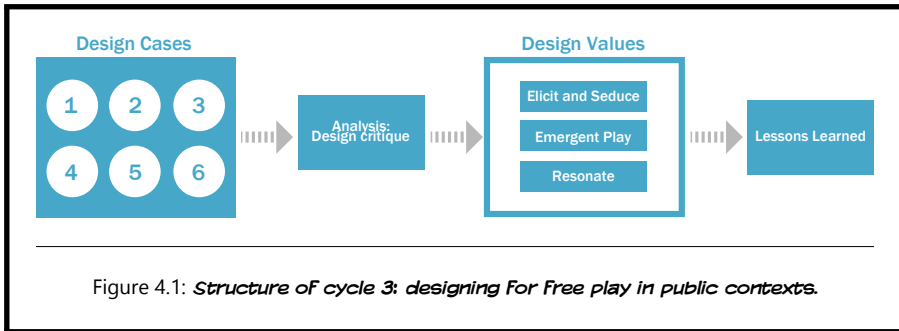 Design Cases
Design Values
1 2 3
4 5 6
Analysis:
Design critique
Elicit and Seduce
Emergent Play
Resonate
Lessons Learned
Figure 4.1: Structure of cycle 3: designing for free play in public contexts.